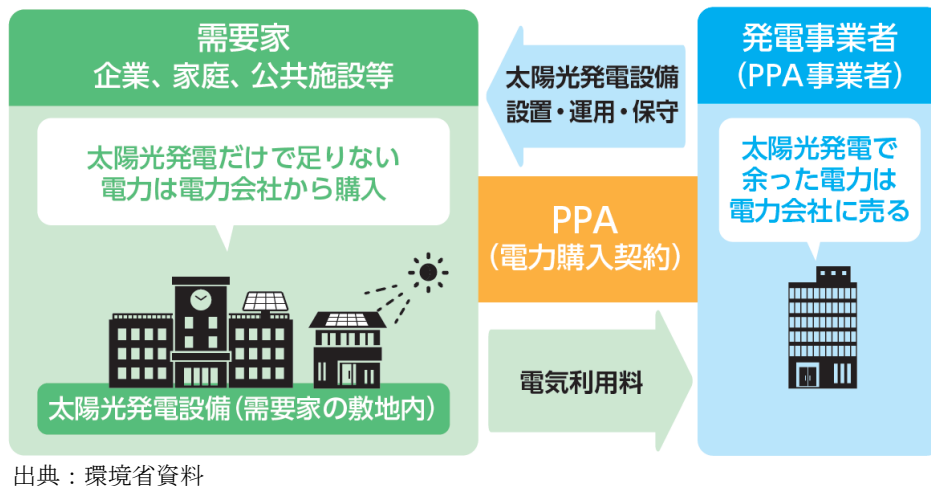 需要家
企業、家庭、公共施設等
太陽光発電だけで足りない
電力は電力会社から購入
太陽光発電設備(需要家の敷地内)
太陽光発電設備
設置・運用・保守
PPA
(電力購入契約)
電気利用料
発電事業者
(PPA事業者)
太陽光発電で
余った電力は
電力会社に売る
出典：環境省資料